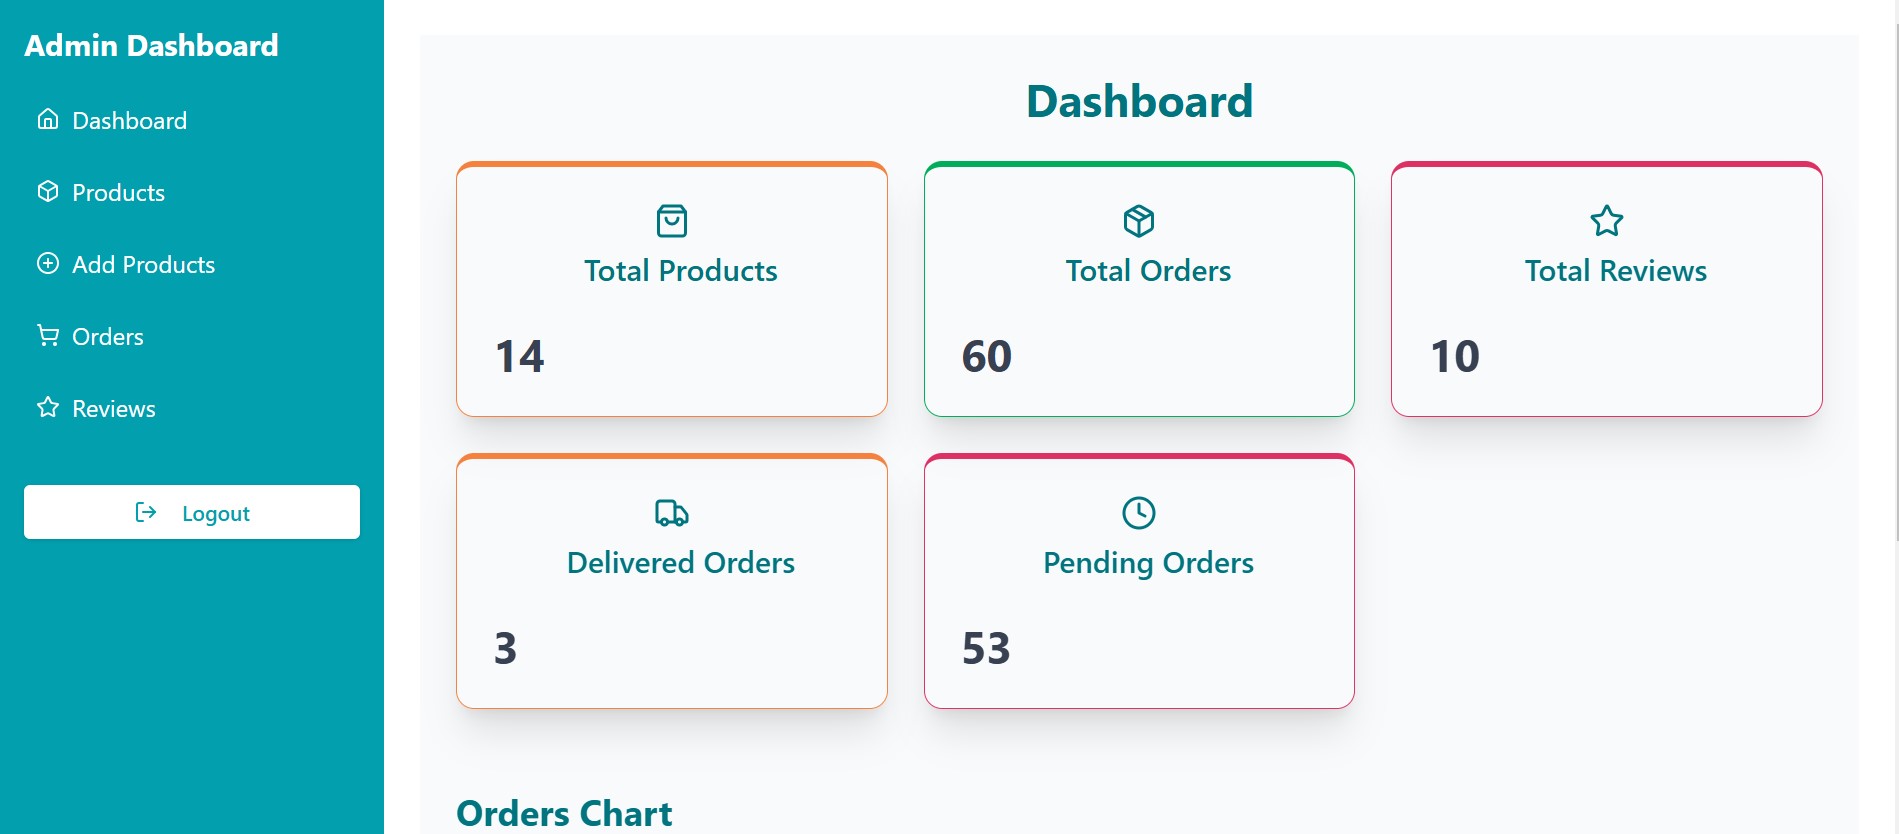 Admin Dashboard
Dashboard
Products
Add Products
Orders
Reviews
Logout
Dashboard
Total Products
14
Total Orders
60
Total Reviews
10
Delivered Orders
3
Pending Orders
53
Orders Chart